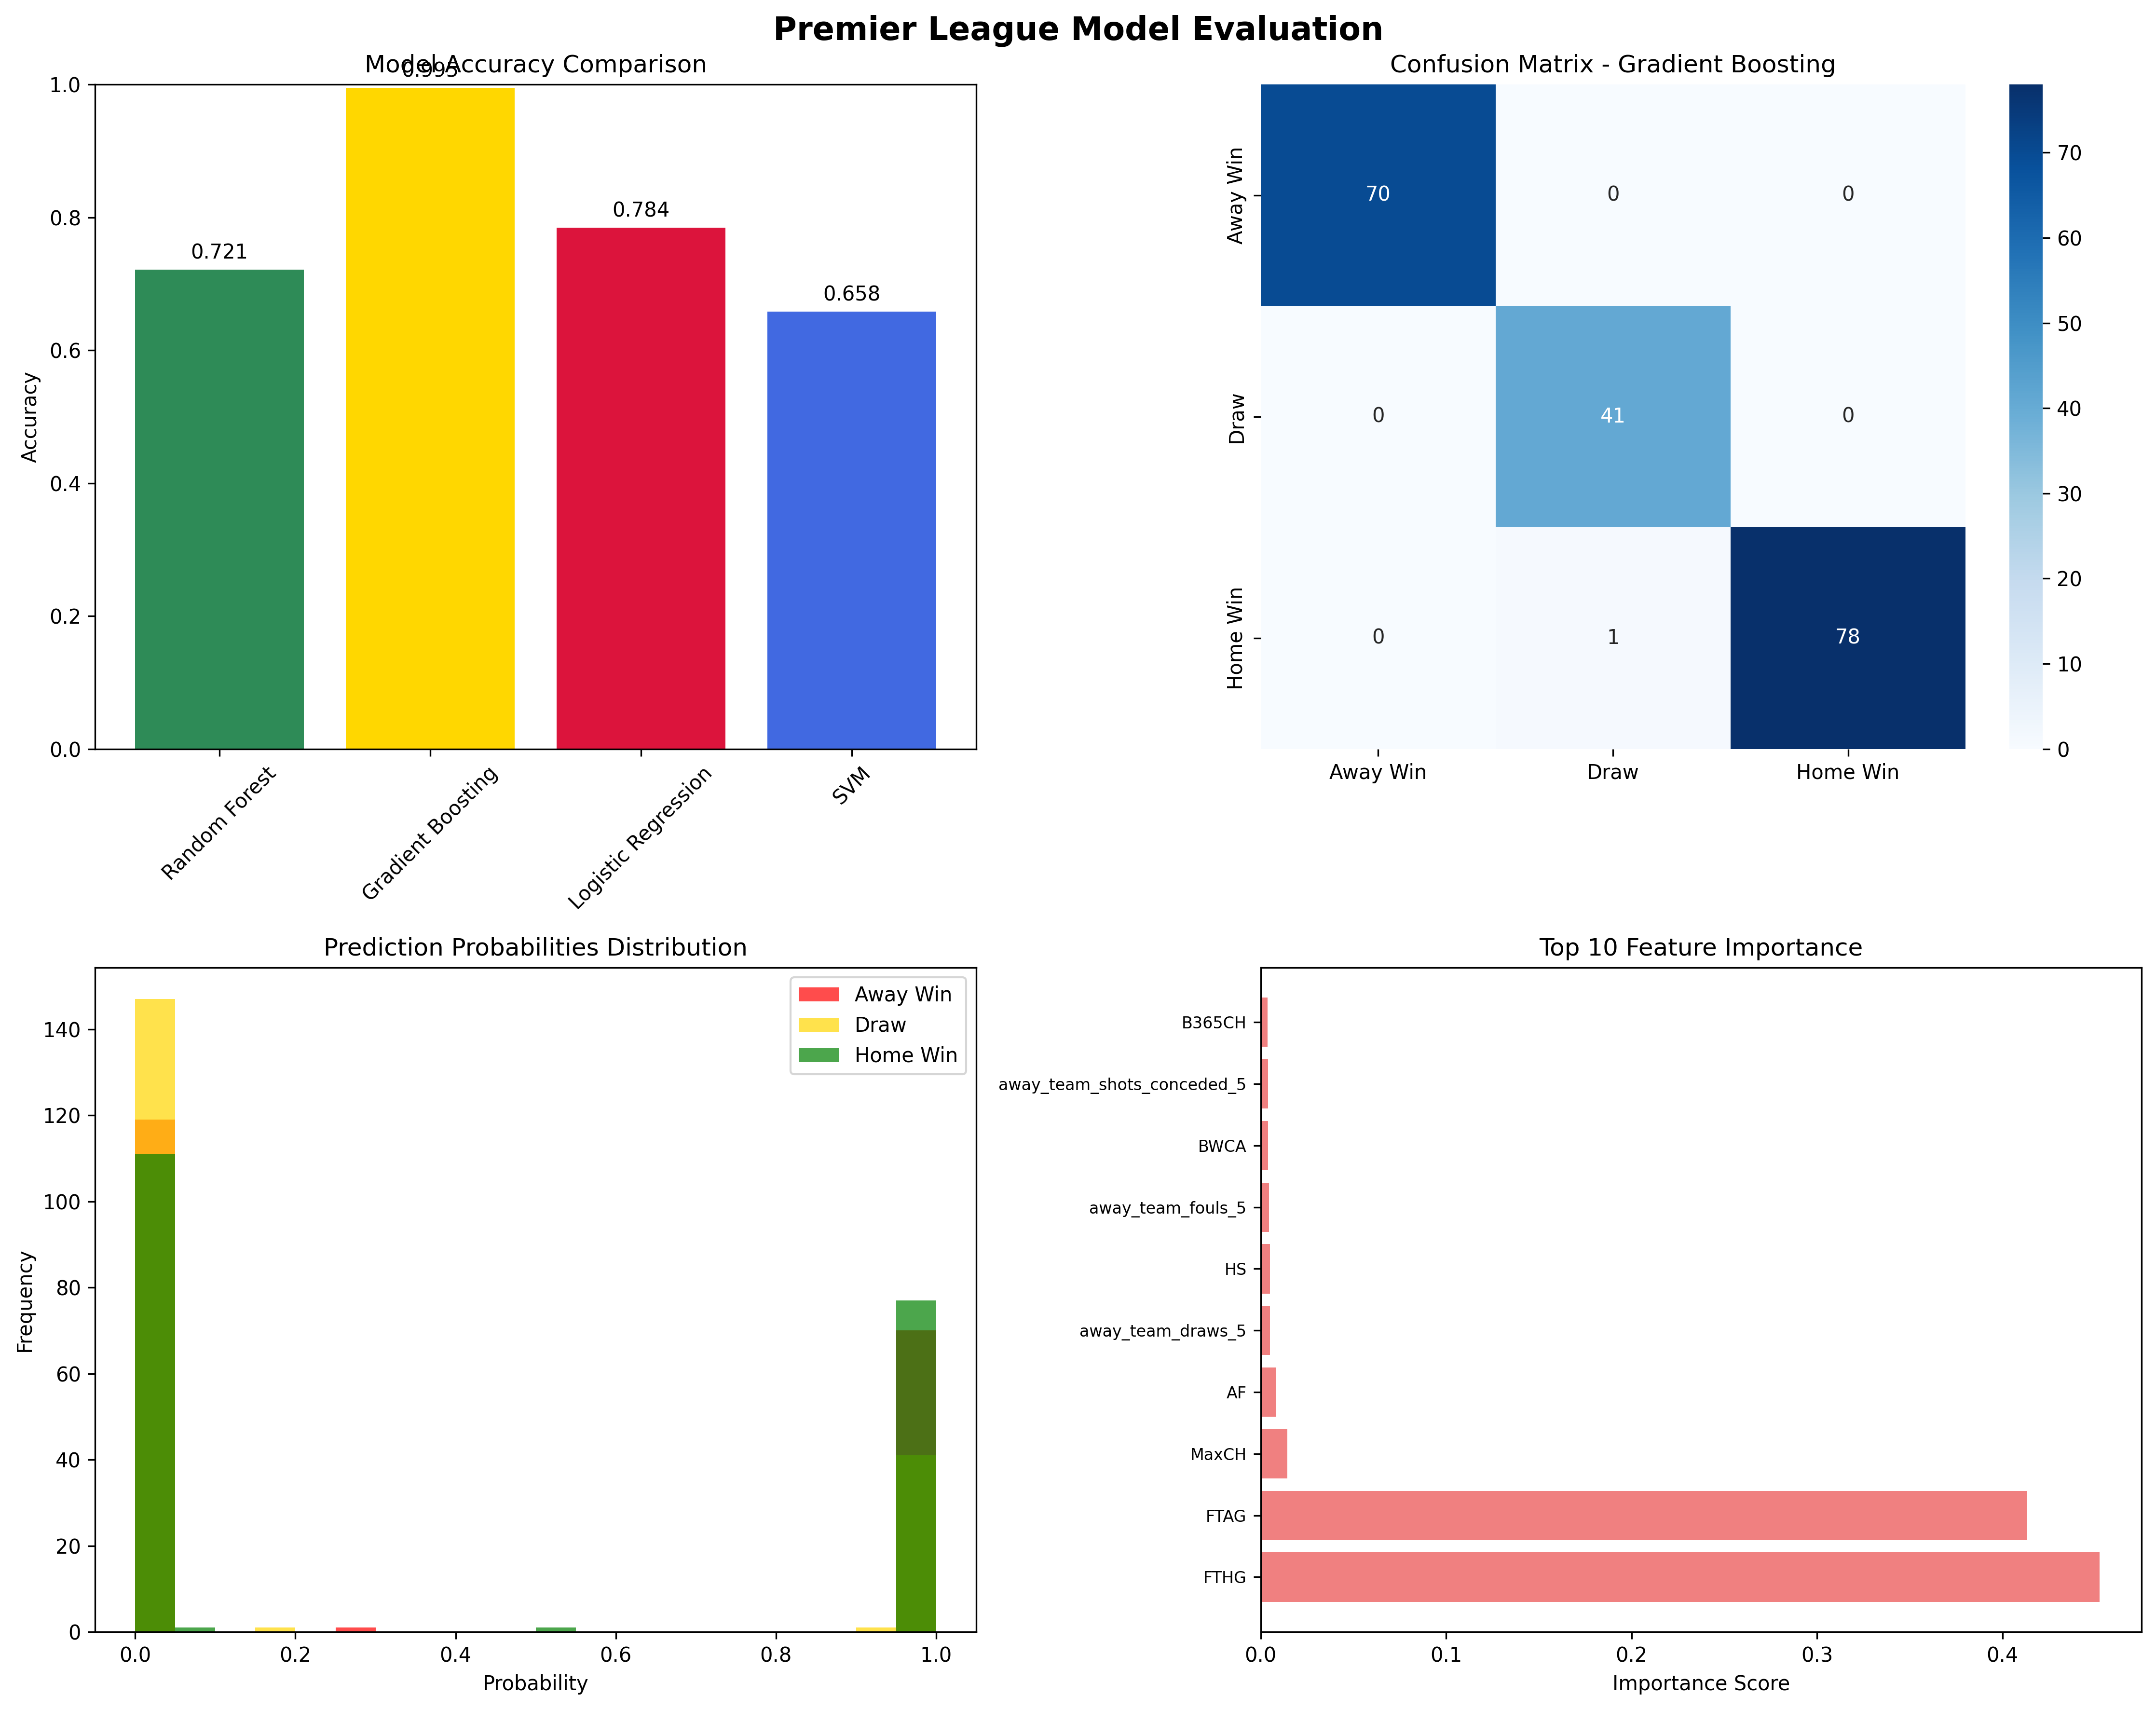 Premier League Model Evaluation
Model Accuracy Comparison
0.995
1.0
0.8
0.6
0.4
0.2
0.0
Accuracy
0.721
0.784
0.658
Random Forest
Gradient Boosting
Logistic Regression
SVM
Confusion Matrix - Gradient Boosting
Away Win
Draw
Home Win
70 0 0
0 41 0
0 1 78
Away Win Draw Home Win
70
60
50
40
30
20
10
0
Prediction Probabilities Distribution
Away Win
Draw
Home Win
140
120
100
80
60
40
20
0
Frequency
0.0 0.2 0.4 0.6 0.8 1.0
Probability
Top 10 Feature Importance
B365CH
away_team_shots_conceded_5
BWCA
away_team_fouls_5
HS
away_team_draws_5
AF
MaxCH
FTAG
FTHG
0.0 0.1 0.2 0.3 0.4
Importance Score